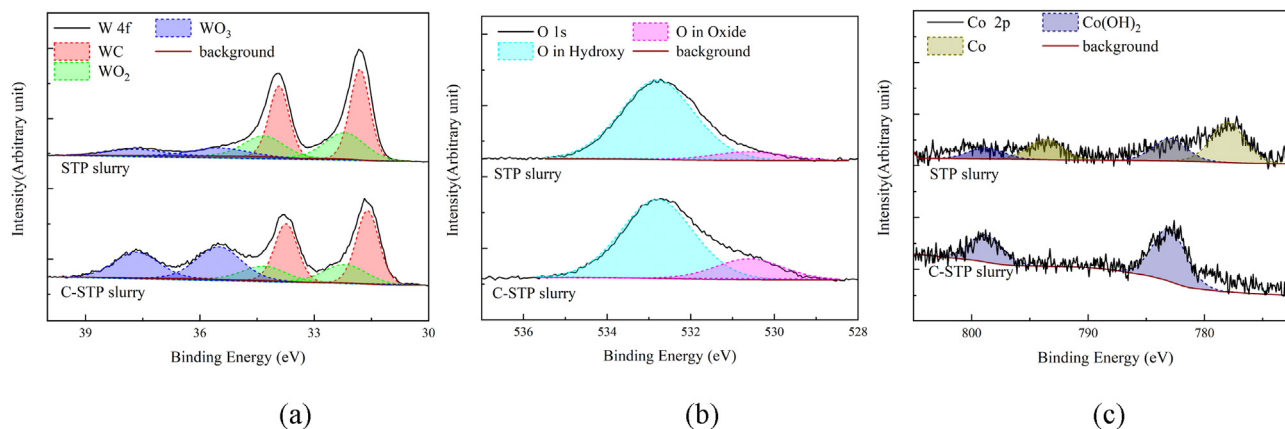 W 4f
WO3
WC
background
WO2
STP slurry
C-STP slurry
Intensity(Arbitrary unit)
39
36
33
30
Binding Energy (eV)
(a)
O 1s
O in Oxide
O in Hydroxy
background
STP slurry
C-STP slurry
Intensity(Arbitrary unit)
536
534
532
530
528
Binding Energy (eV)
(b)
Co 2p
Co(OH)2
Co
background
STP slurry
C-STP slurry
Intensity(Arbitrary unit)
800
790
780
Binding Energy (eV)
(c)